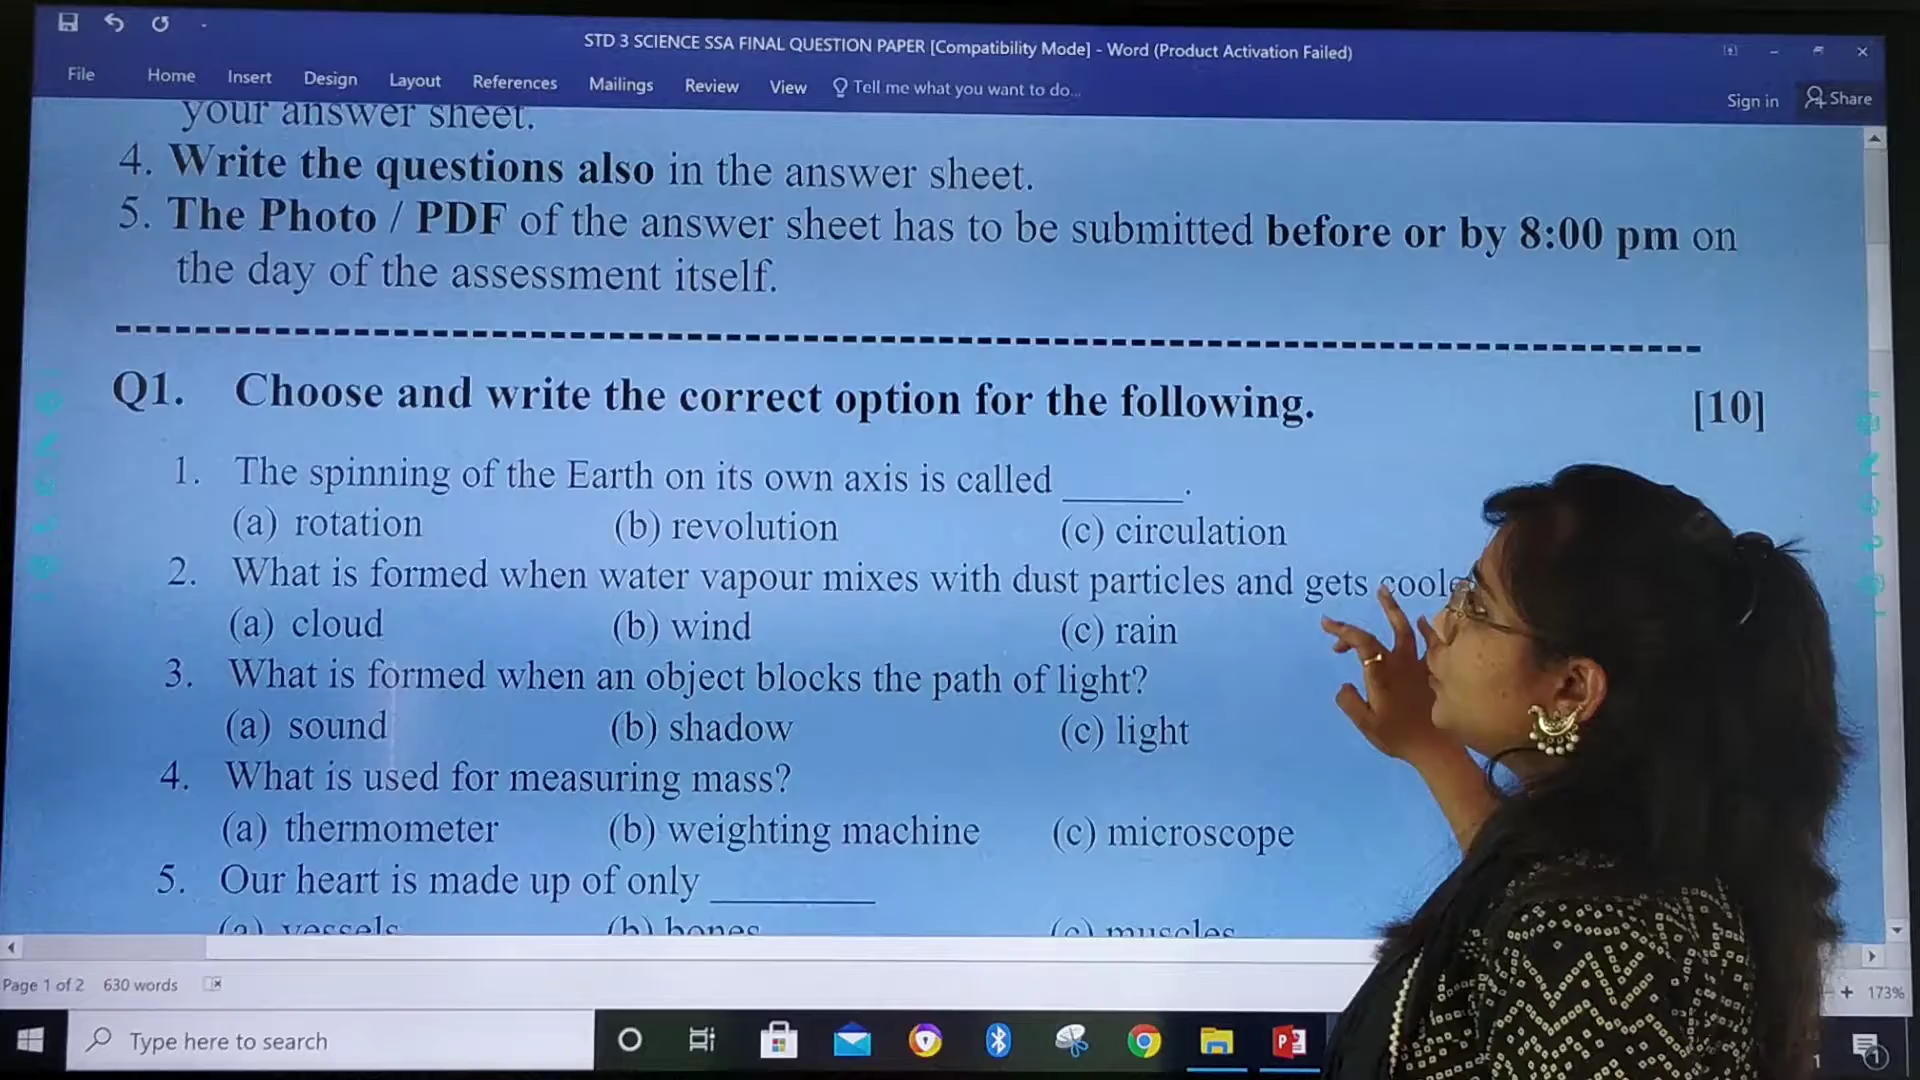 STD 3 SCIENCE SSA FINAL QUESTION PAPER [Compatibility Mode] - Word (Product Activation Failed)
File Home Insert Design Layout References Mailings Review View Tell me what you want to do... Sign in Share
your answer sheet.
4. Write the questions also in the answer sheet.
5. The Photo / PDF of the answer sheet has to be submitted before or by 8:00 pm on
the day of the assessment itself.
Q1. Choose and write the correct option for the following. [10]
1. The spinning of the Earth on its own axis is called ________.
(a) rotation (b) revolution (c) circulation
2. What is formed when water vapour mixes with dust particles and gets
(a) cloud (b) wind (c) rain
3. What is formed when an object blocks the path of light?
(a) sound (b) shadow (c) light
4. What is used for measuring mass?
(a) thermometer (b) weighting machine (c) microscope
5. Our heart is made up of only ___________
(a) vessels (b) bones (c) muscles
Page 1 of 2 630 words + 173%
Type here to search